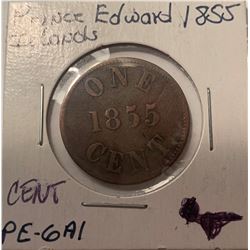 Prince Edward 1855
Islands
ONE
1855
CENT
CENT
PE-6A1